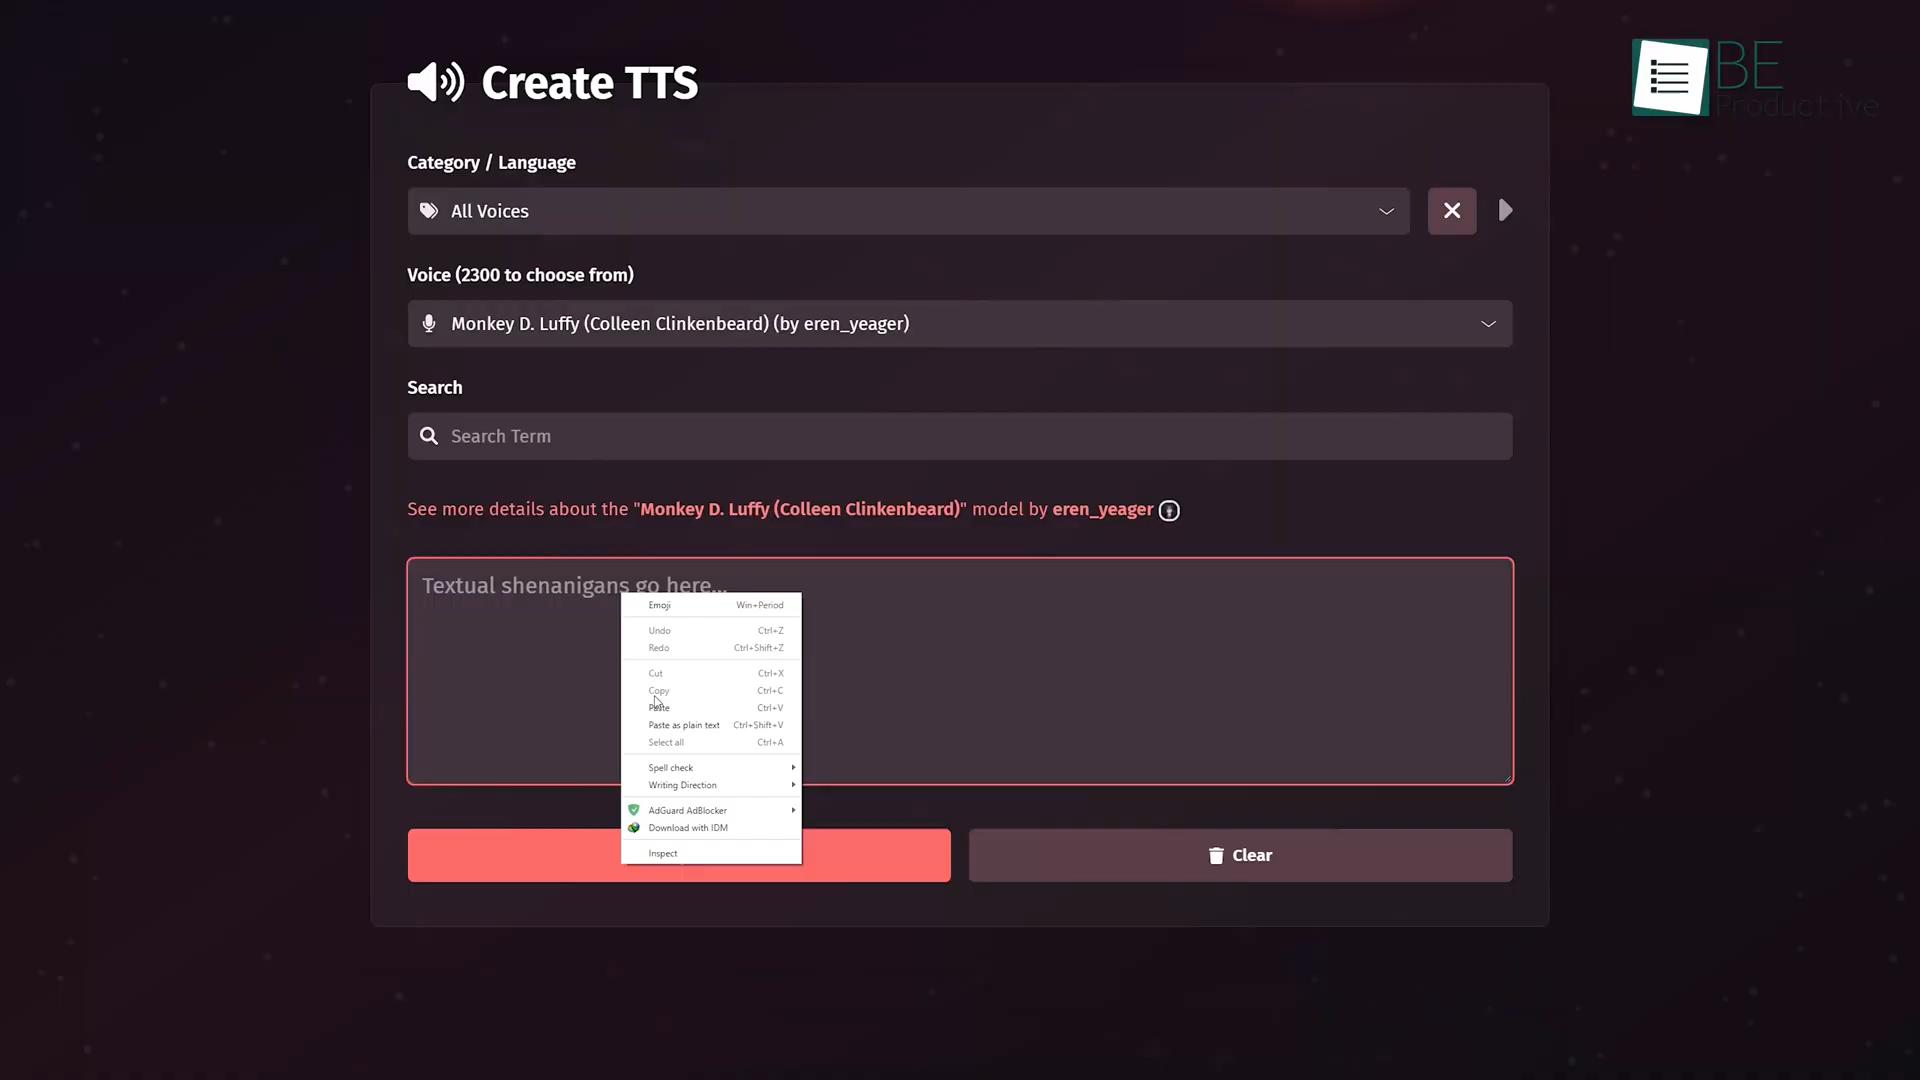 Create TTS
BE
Productive
Category / Language
All Voices
Voice (2300 to choose from)
Monkey D. Luffy (Colleen Clinkenbeard) (by eren_yeager)
Search
Search Term
See more details about the "Monkey D. Luffy (Colleen Clinkenbeard)" model by eren_yeager
Textual shenanigans go here...
Emoji Win+Period
Undo Ctrl+Z
Redo Ctrl+Shift+Z
Cut Ctrl+X
Copy Ctrl+C
Paste Ctrl+V
Paste as plain text Ctrl+Shift+V
Select all Ctrl+A
Spell check
Writing Direction
AdGuard AdBlocker
Download with IDM
Inspect
Clear